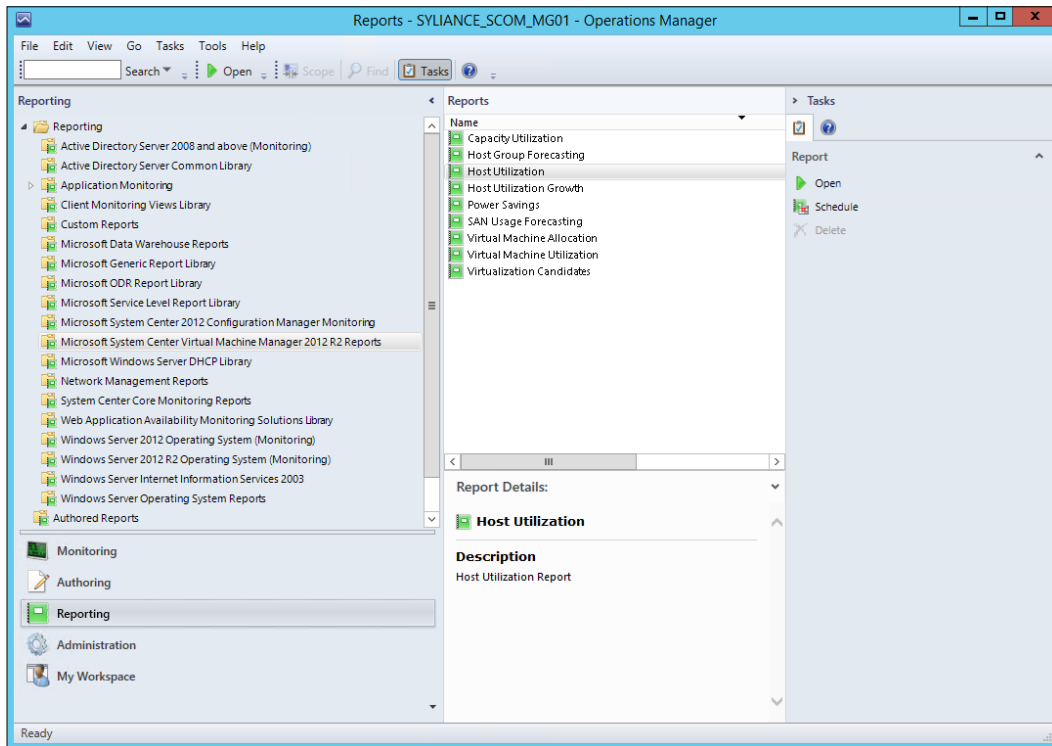 Reports - SYLIANCE_SCOM_MG01 - Operations Manager
File Edit View Go Tasks Tools Help
Search Open Scope Find Tasks
Reporting
Reporting
Active Directory Server 2008 and above (Monitoring)
Active Directory Server Common Library
Application Monitoring
Client Monitoring Views Library
Custom Reports
Microsoft Data Warehouse Reports
Microsoft Generic Report Library
Microsoft ODR Report Library
Microsoft Service Level Report Library
Microsoft System Center 2012 Configuration Manager Monitoring
Microsoft System Center Virtual Machine Manager 2012 R2 Reports
Microsoft Windows Server DHCP Library
Network Management Reports
System Center Core Monitoring Reports
Web Application Availability Monitoring Solutions Library
Windows Server 2012 Operating System (Monitoring)
Windows Server 2012 R2 Operating System (Monitoring)
Windows Server Internet Information Services 2003
Windows Server Operating System Reports
Authored Reports
Monitoring
Authoring
Reporting
Administration
My Workspace
Reports
Name
Capacity Utilization
Host Group Forecasting
Host Utilization
Host Utilization Growth
Power Savings
SAN Usage Forecasting
Virtual Machine Allocation
Virtual Machine Utilization
Virtualization Candidates
Report Details:
Host Utilization
Description
Host Utilization Report
Tasks
Report
Open
Schedule
Delete
Ready